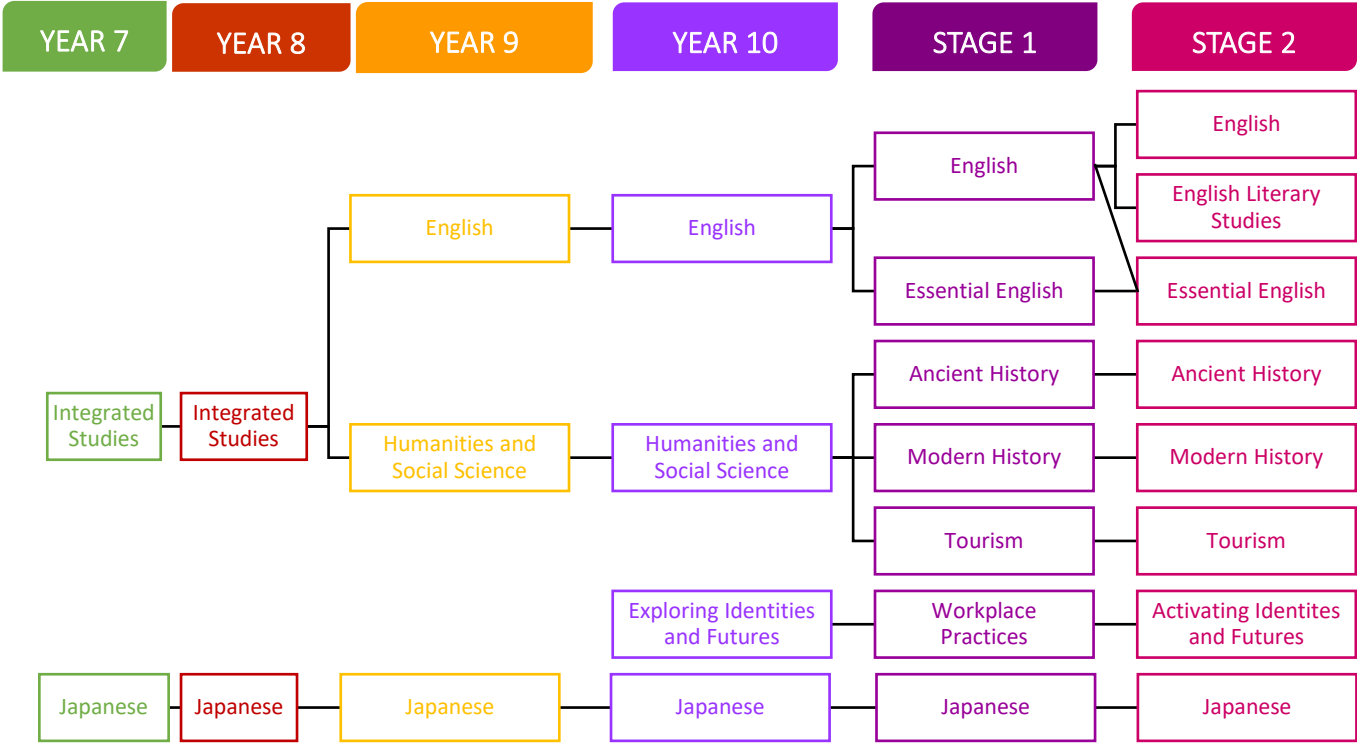 YEAR 7
YEAR 8
YEAR 9
YEAR 10
STAGE 1
STAGE 2
English
English
English Literary
Studies
English
English
Essential English
Essential English
Ancient History
Ancient History
Integrated
Studies
Integrated
Studies
Humanities and
Social Science
Humanities and
Social Science
Modern History
Modern History
Tourism
Tourism
Exploring Identities
and Futures
Workplace
Practices
Activating Identites
and Futures
Japanese
Japanese
Japanese
Japanese
Japanese
Japanese